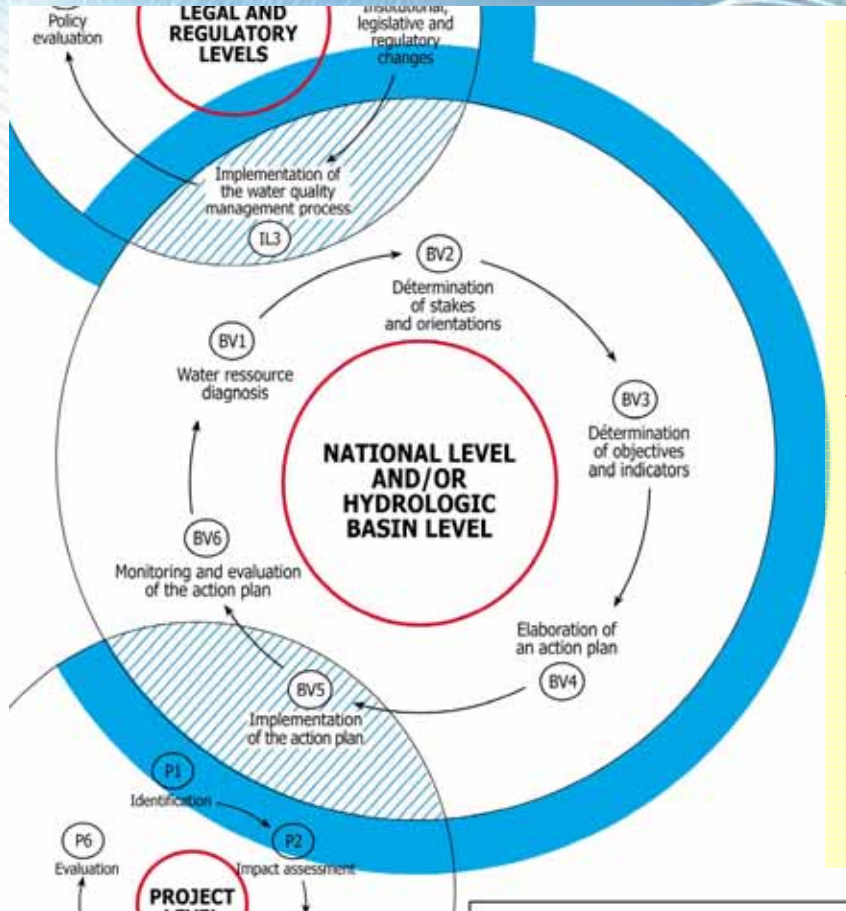 Policy
evaluation
LEGAL AND
REGULATORY
LEVELS
Institutional,
legislative and
regulatory
changes
Implementation of
the water quality
management process
IL3
BV2
Détermination
of stakes
and orientations
BV1
Water ressource
diagnosis
BV3
Détermination
of objectives
and indicators
NATIONAL LEVEL
AND/OR
HYDROLOGIC
BASIN LEVEL
BV6
Monitoring and evaluation
of the action plan
Elaboration of
an action plan
BV4
BV5
Implementation
of the action plan
P1
Identification
P2
Impact assessment
P6
Evaluation
PROJECT
LEVEL